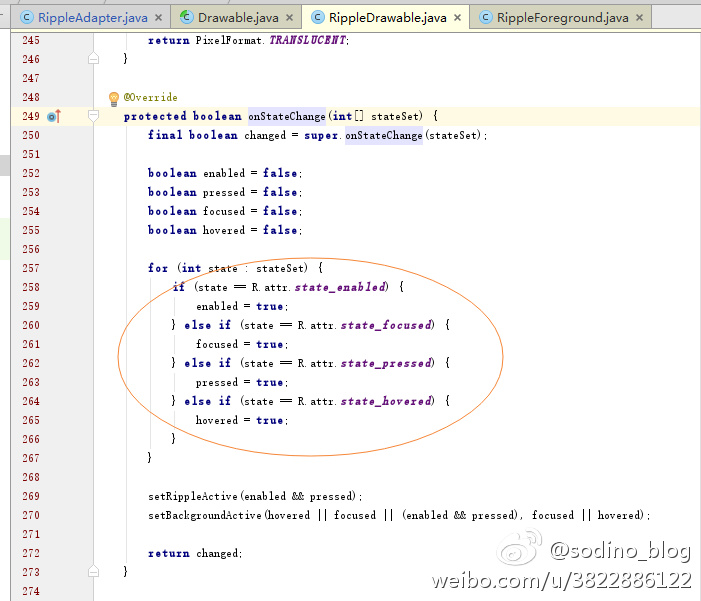 RippleAdapter.java × Drawable.java × RippleDrawable.java × RippleForeground.java ×
245 return PixelFormat.TRANSLUCENT;
246 }
247
248 @Override
249 protected boolean onStateChange(int[] stateSet) {
250 final boolean changed = super.onStateChange(stateSet);
251
252 boolean enabled = false;
253 boolean pressed = false;
254 boolean focused = false;
255 boolean hovered = false;
256
257 for (int state : stateSet) {
258 if (state == R.attr.state_enabled) {
259 enabled = true;
260 } else if (state == R.attr.state_focused) {
261 focused = true;
262 } else if (state == R.attr.state_pressed) {
263 pressed = true;
264 } else if (state == R.attr.state_hovered) {
265 hovered = true;
266 }
267 }
268
269 setRippleActive(enabled && pressed);
270 setBackgroundActive(hovered || focused || (enabled && pressed), focused || hovered);
271
272 return changed;
273 }
274
@sodino_blog
weibo.com/u/3822886122